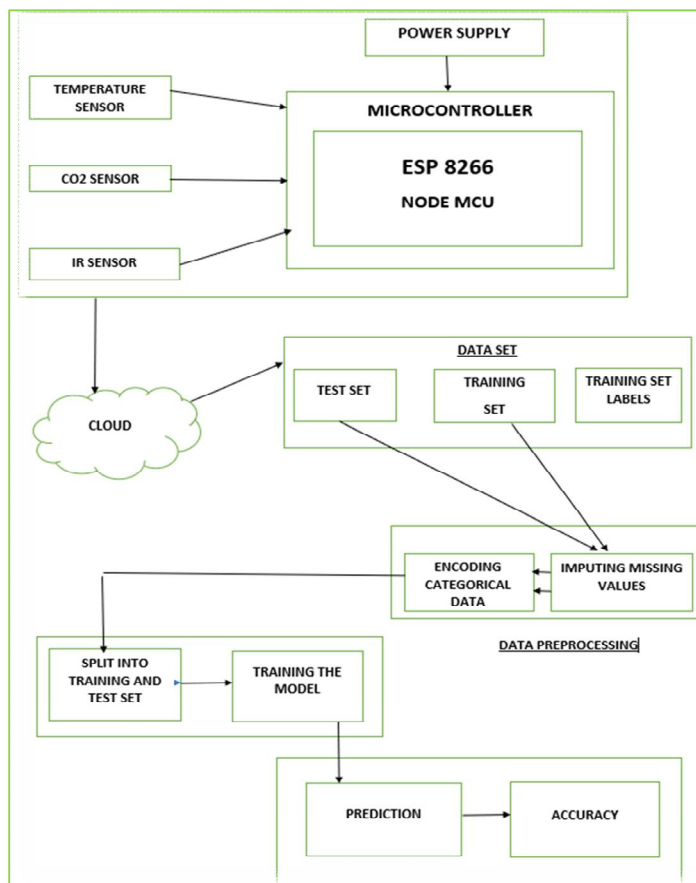 POWER SUPPLY
TEMPERATURE
SENSOR
MICROCONTROLLER
ESP 8266
NODE MCU
CO2 SENSOR
IR SENSOR
CLOUD
DATA SET
TEST SET
TRAINING
SET
TRAINING SET
LABELS
ENCODING
CATEGORICAL
DATA
IMPUTING MISSING
VALUES
DATA PREPROCESSING
SPLIT INTO
TRAINING AND
TEST SET
TRAINING THE
MODEL
PREDICTION
ACCURACY